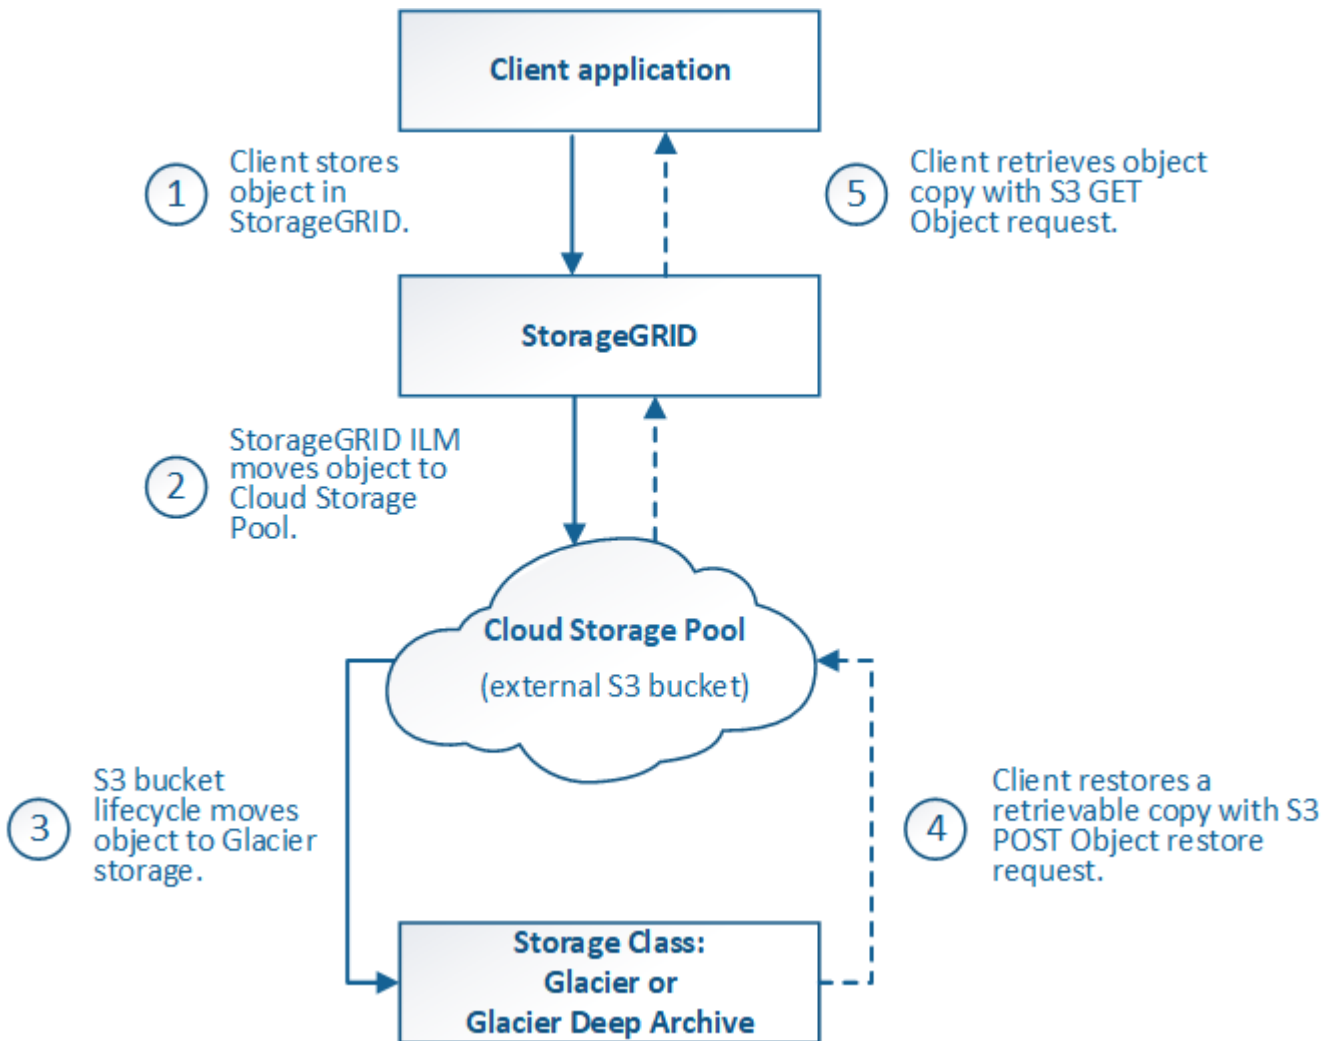 Client application
1
Client stores
object in
StorageGRID.
5
Client retrieves object
copy with S3 GET
Object request.
StorageGRID
2
StorageGRID ILM
moves object to
Cloud Storage
Pool.
Cloud Storage Pool
(external S3 bucket)
3
S3 bucket
lifecycle moves
object to Glacier
storage.
4
Client restores a
retrievable copy with S3
POST Object restore
request.
Storage Class:
Glacier or
Glacier Deep Archive